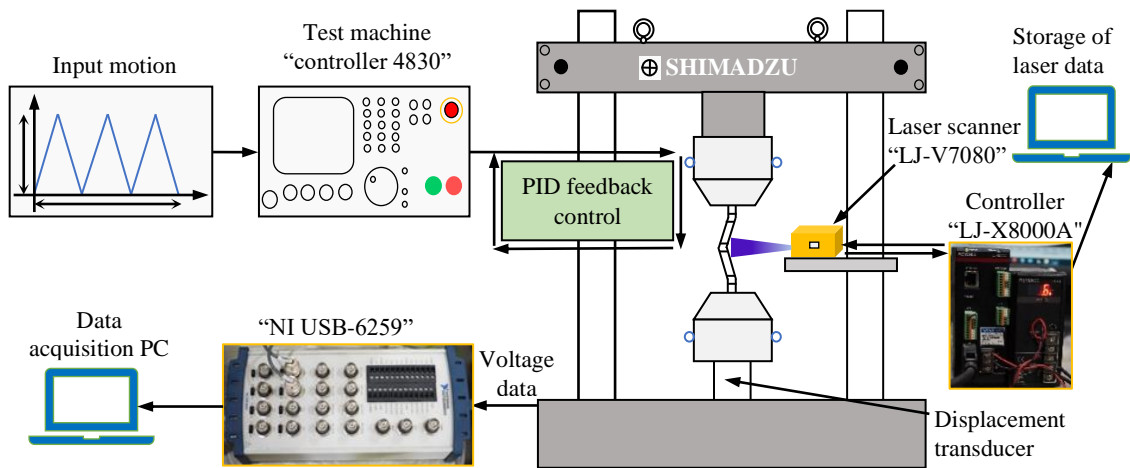 Input motion
Test machine
“controller 4830”
SHIMADZU
Storage of
laser data
Laser scanner
“LJ-V7080”
PID feedback
control
Controller
“LJ-X8000A"
Data
acquisition PC
“NI USB-6259”
Voltage
data
Displacement
transducer